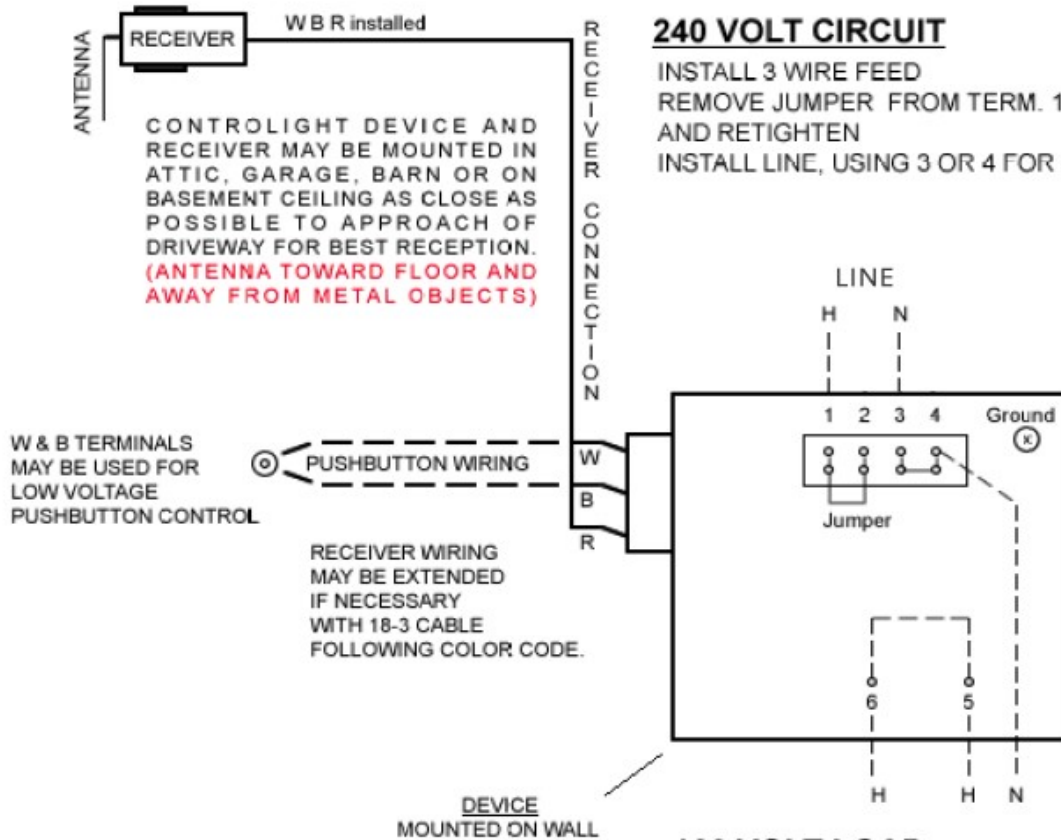 ANTENNA
RECEIVER
W B R installed
RECEIVER CONNECTION
240 VOLT CIRCUIT
INSTALL 3 WIRE FEED
REMOVE JUMPER FROM TERM. 1
AND RETIGHTEN
INSTALL LINE, USING 3 OR 4 FOR
CONTROLIGHT DEVICE AND
RECEIVER MAY BE MOUNTED IN
ATTIC, GARAGE, BARN OR ON
BASEMENT CEILING AS CLOSE AS
POSSIBLE TO APPROACH OF
DRIVEWAY FOR BEST RECEPTION.
(ANTENNA TOWARD FLOOR AND
AWAY FROM METAL OBJECTS)
LINE
H N
1 2 3 4 Ground
K
Jumper
W & B TERMINALS
MAY BE USED FOR
LOW VOLTAGE
PUSHBUTTON CONTROL
PUSHBUTTON WIRING
W
B
R
RECEIVER WIRING
MAY BE EXTENDED
IF NECESSARY
WITH 18-3 CABLE
FOLLOWING COLOR CODE.
6 5
H H N
DEVICE
MOUNTED ON WALL